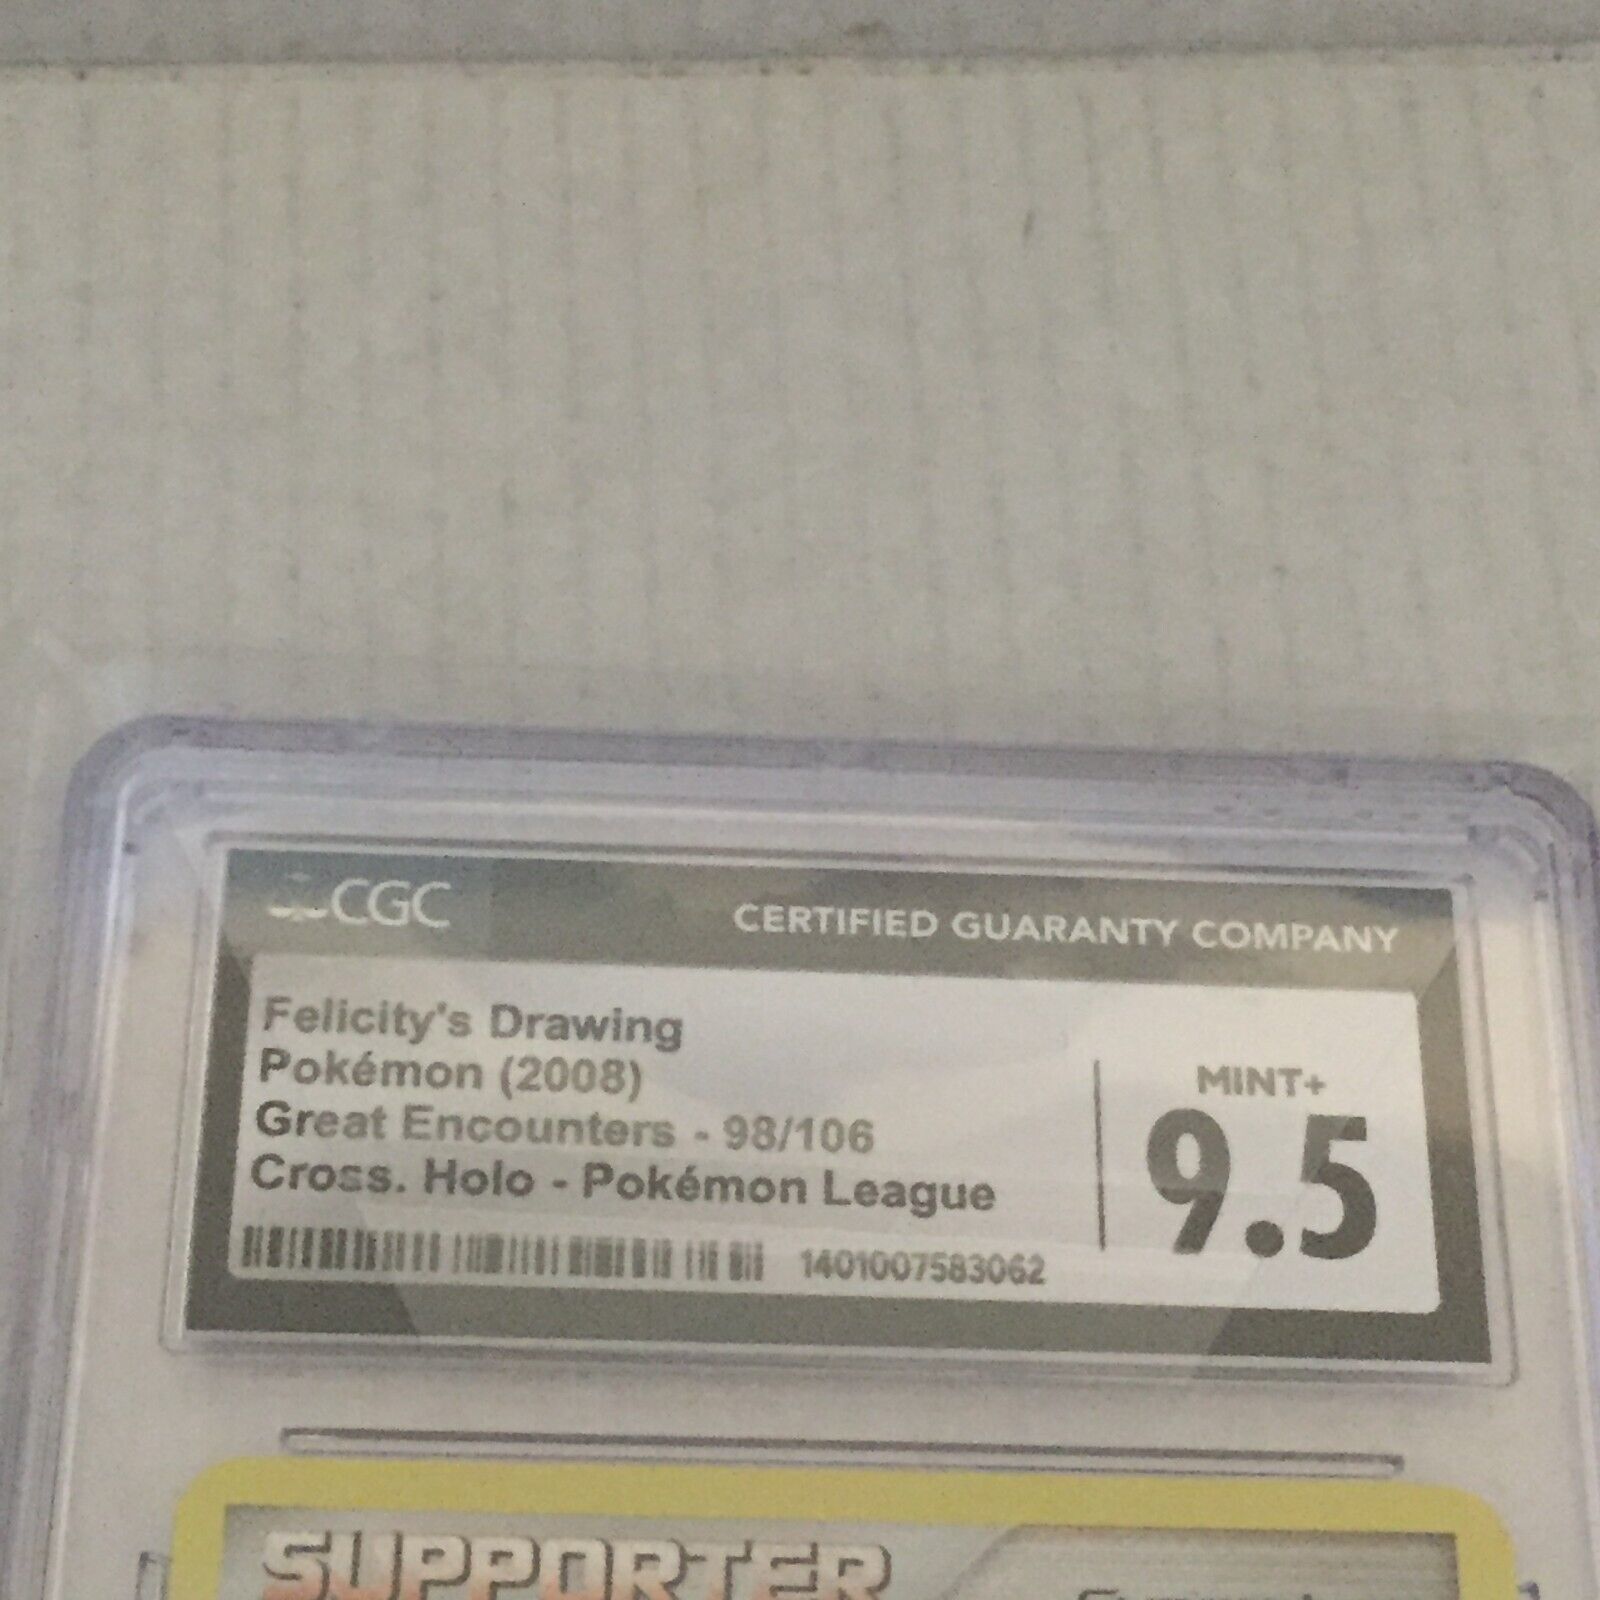 CGC
CERTIFIED GUARANTY COMPANY
Felicity's Drawing
Pokémon (2008)
Great Encounters - 98/106
Cross. Holo - Pokémon League
1401007583062
MINT+
9.5
SUPPORTER